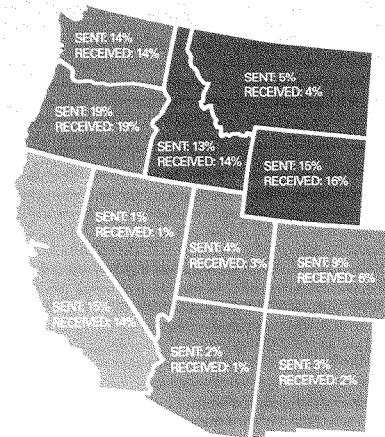 SENT: 14%
RECEIVED: 14%
SENT: 5%
RECEIVED: 4%
SENT: 19%
RECEIVED: 19%
SENT: 13%
RECEIVED: 14%
SENT: 15%
RECEIVED: 16%
SENT: 1%
RECEIVED: 1%
SENT: 4%
RECEIVED: 3%
SENT: 9%
RECEIVED:
SENT: 15%
RECEIVED: 14%
SENT: 2%
RECEIVED: 1%
SENT: 3%
RECEIVED: 2%